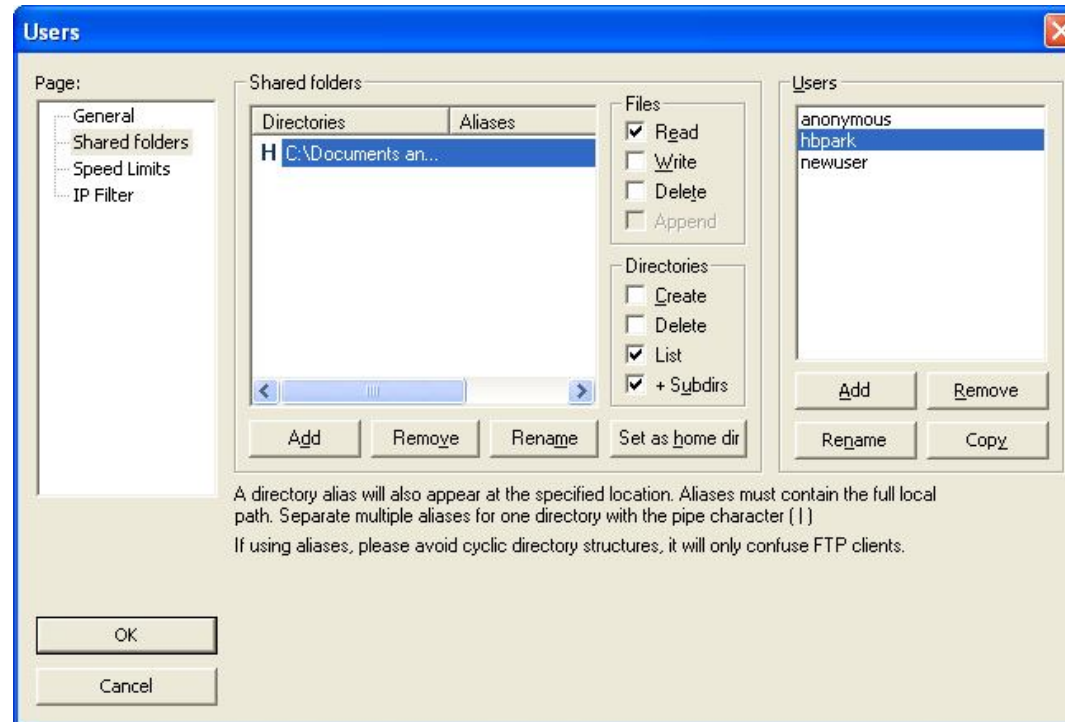 Users
Page:
General
Shared folders
Speed Limits
IP Filter
Shared folders
Directories Aliases
H C:\Documents an...
Files
Read
Write
Delete
Append
Directories
Create
Delete
List
+ Subdirs
Add Remove Rename Set as home dir
Users
anonymous
hbpark
newuser
Add Remove
Rename Copy
A directory alias will also appear at the specified location. Aliases must contain the full local
path. Separate multiple aliases for one directory with the pipe character ( | )
If using aliases, please avoid cyclic directory structures, it will only confuse FTP clients.
OK
Cancel